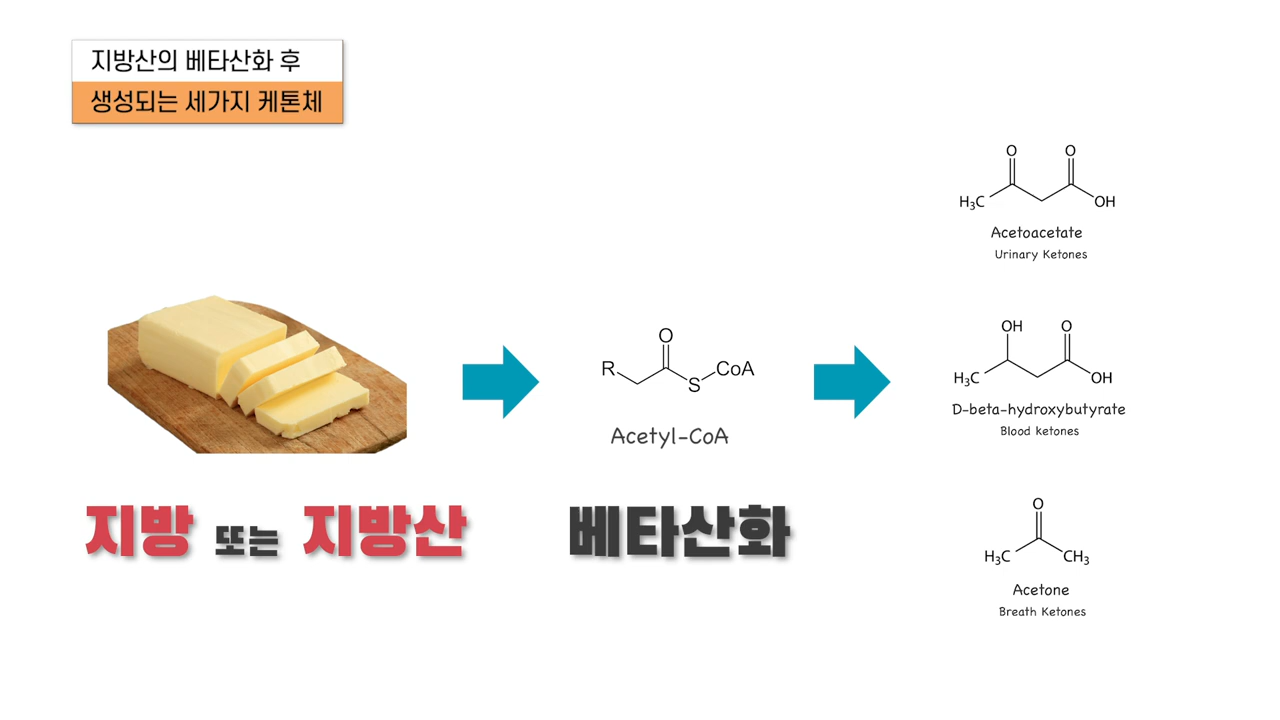 지방산의 베타산화 후
생성되는 세가지 케톤체
O
O
H₃C
OH
Acetoacetate
Urinary Ketones
O
R
S
CoA
Acetyl-CoA
OH
O
H₃C
OH
D-beta-hydroxybutyrate
Blood ketones
지방 또는 지방산
베타산화
O
H₃C
CH₃
Acetone
Breath Ketones